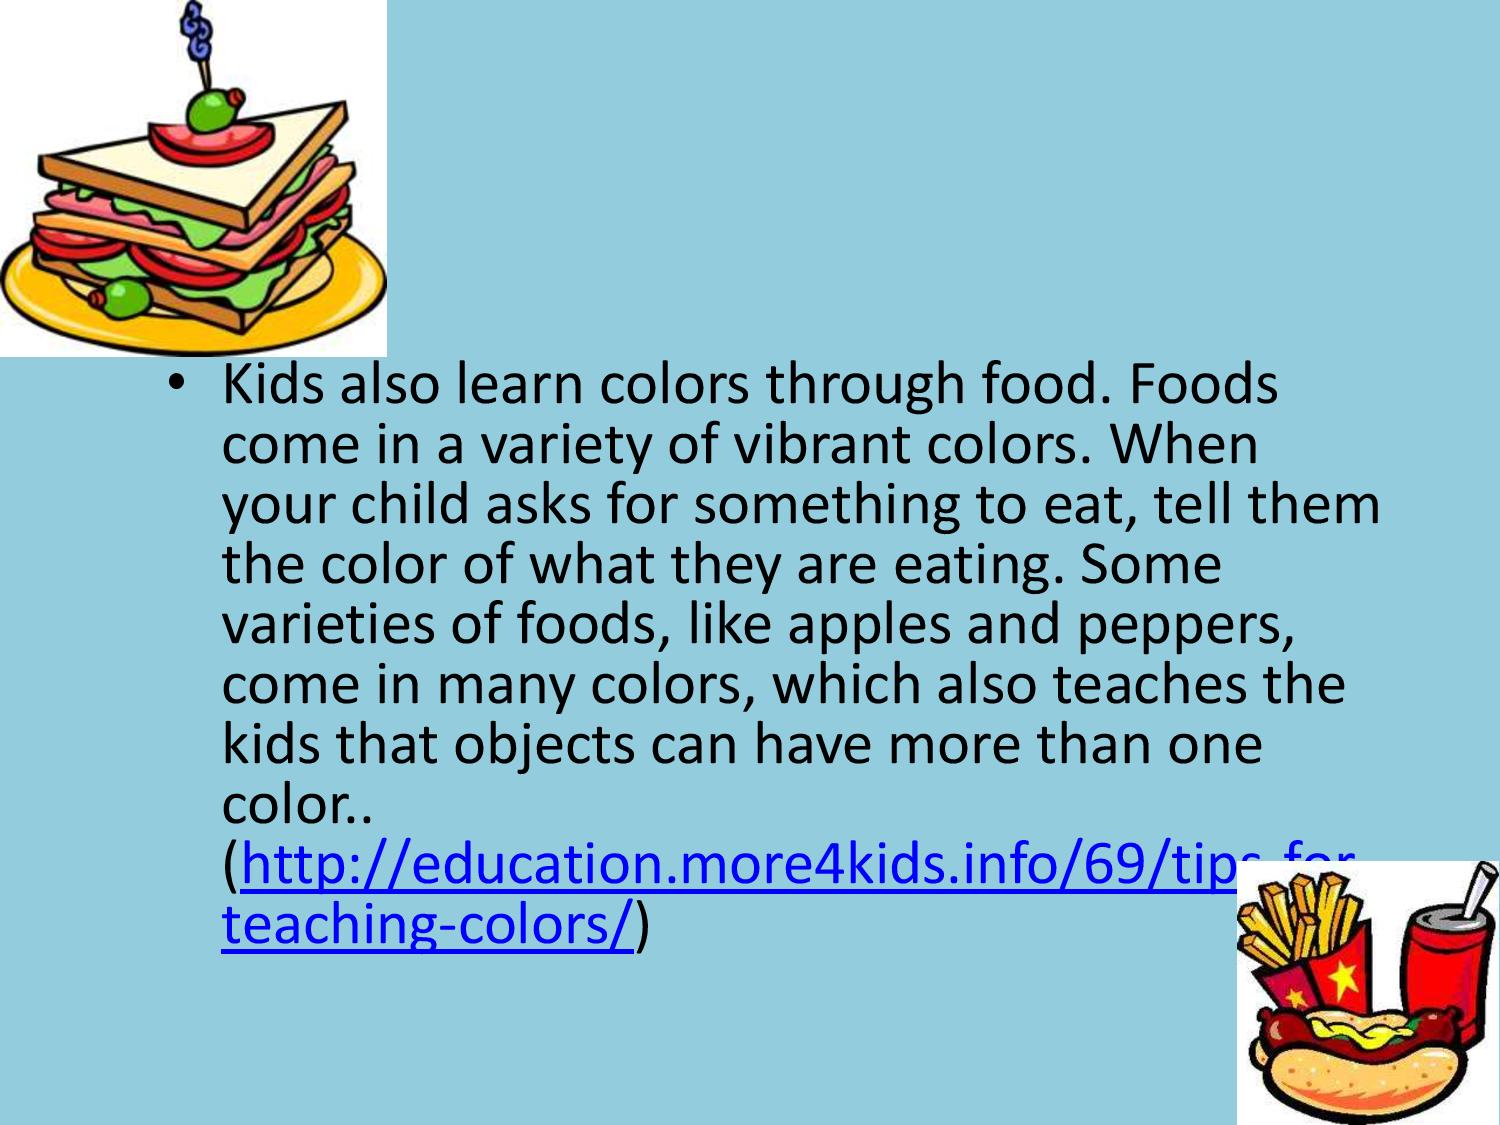 • Kids also learn colors through food. Foods
come in a variety of vibrant colors. When
your child asks for something to eat, tell them
the color of what they are eating. Some
varieties of foods, like apples and peppers,
come in many colors, which also teaches the
kids that objects can have more than one
color..
(http://education.more4kids.info/69/tips-for
teaching-colors/)